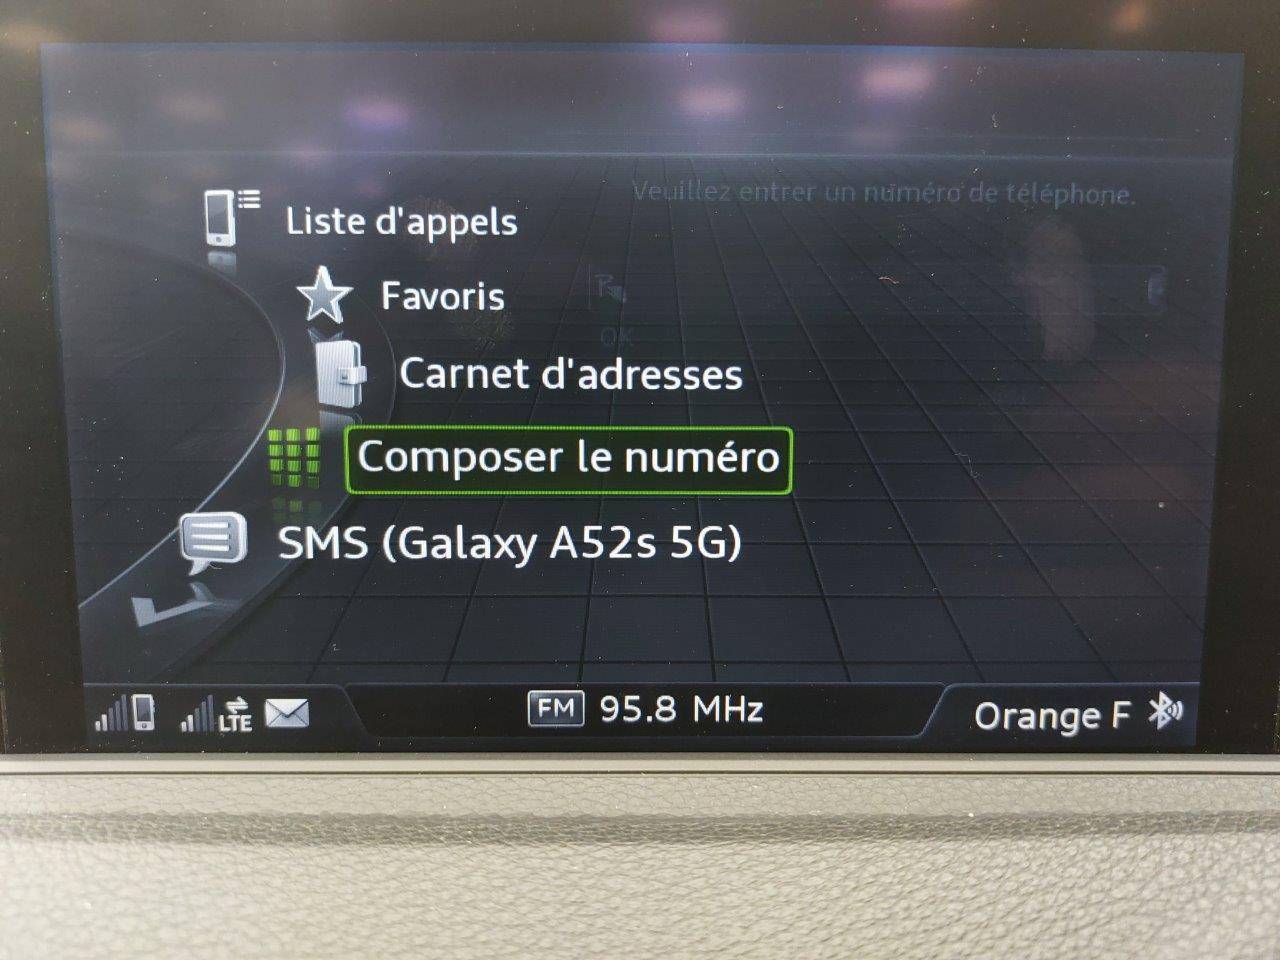 Veuillez entrer un numéro de téléphone.
Liste d'appels
Favoris
OK
Carnet d'adresses
Composer le numéro
SMS (Galaxy A52s 5G)
LTE FM 95.8 MHz Orange F